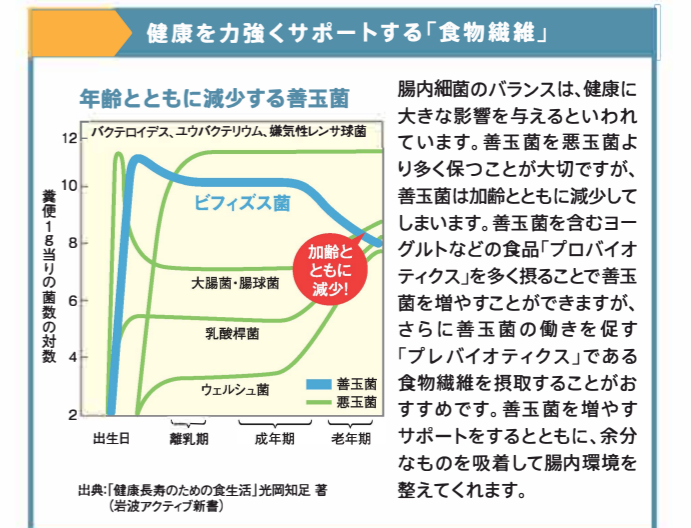 健康を力強くサポートする「食物繊維」
年齢とともに減少する善玉菌
糞便1g当りの菌数の対数
12
10
8
6
4
2
バクテロイデス、ユウバクテリウム、嫌気性レンサ球菌
ビフィズス菌
加齢と
ともに
減少!
大腸菌・腸球菌
乳酸桿菌
ウェルシュ菌
善玉菌
悪玉菌
出生日
離乳期
成年期
老年期
出典:「健康長寿のための食生活」光岡知足 著
(岩波アクティブ新書)
腸内細菌のバランスは、健康に
大きな影響を与えるといわれ
ています。善玉菌を悪玉菌よ
り多く保つことが大切ですが、
善玉菌は加齢とともに減少して
しまいます。善玉菌を含むヨー
グルトなどの食品「プロバイオ
ティクス」を多く摂ることで善玉
菌を増やすことができますが、
さらに善玉菌の働きを促す
「プレバイオティクス」である
食物繊維を摂取することがお
すすめです。善玉菌を増やす
サポートをするとともに、余分
なものを吸着して腸内環境を
整えてくれます。